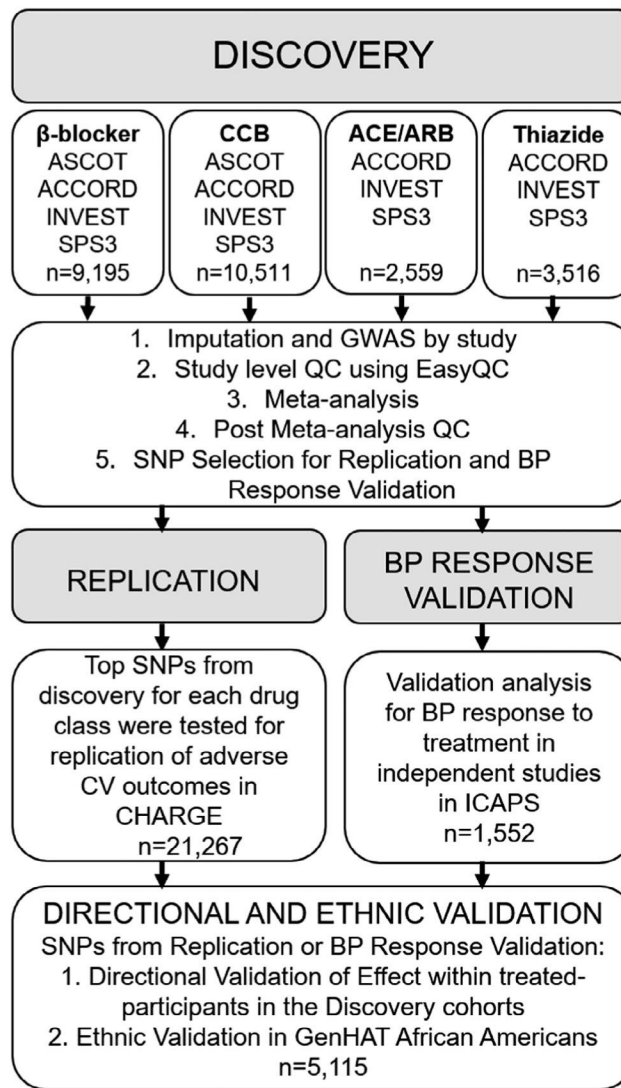 DISCOVERY
β-blocker
ASCOT
ACCORD
INVEST
SPS3
n=9,195
CCB
ASCOT
ACCORD
INVEST
SPS3
n=10,511
ACE/ARB
ACCORD
INVEST
SPS3
n=2,559
Thiazide
ACCORD
INVEST
SPS3
n=3,516
1. Imputation and GWAS by study
2. Study level QC using EasyQC
3. Meta-analysis
4. Post Meta-analysis QC
5. SNP Selection for Replication and BP
Response Validation
REPLICATION
Top SNPs from
discovery for each drug
class were tested for
replication of adverse
CV outcomes in
CHARGE
n=21,267
BP RESPONSE
VALIDATION
Validation analysis
for BP response to
treatment in
independent studies
in ICAPS
n=1,552
DIRECTIONAL AND ETHNIC VALIDATION
SNPs from Replication or BP Response Validation:
1. Directional Validation of Effect within treated-
participants in the Discovery cohorts
2. Ethnic Validation in GenHAT African Americans
n=5,115